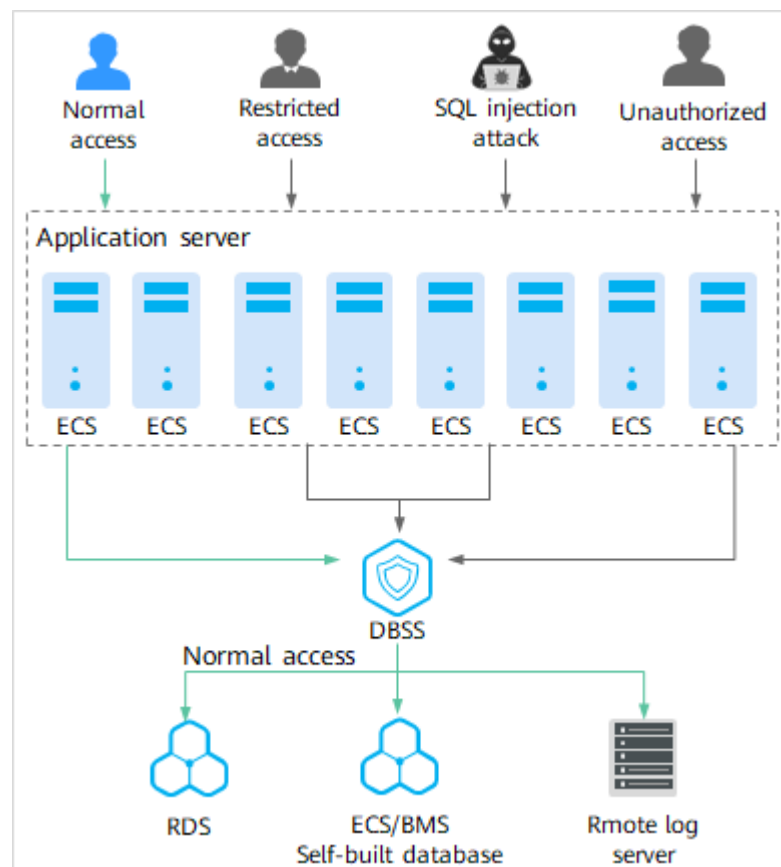 Normal
access
Restricted
access
SQL injection
attack
Unauthorized
access
Application server
ECS ECS ECS ECS ECS ECS ECS ECS
DBSS
Normal access
RDS
ECS/BMS
Self-built database
Rmote log
server